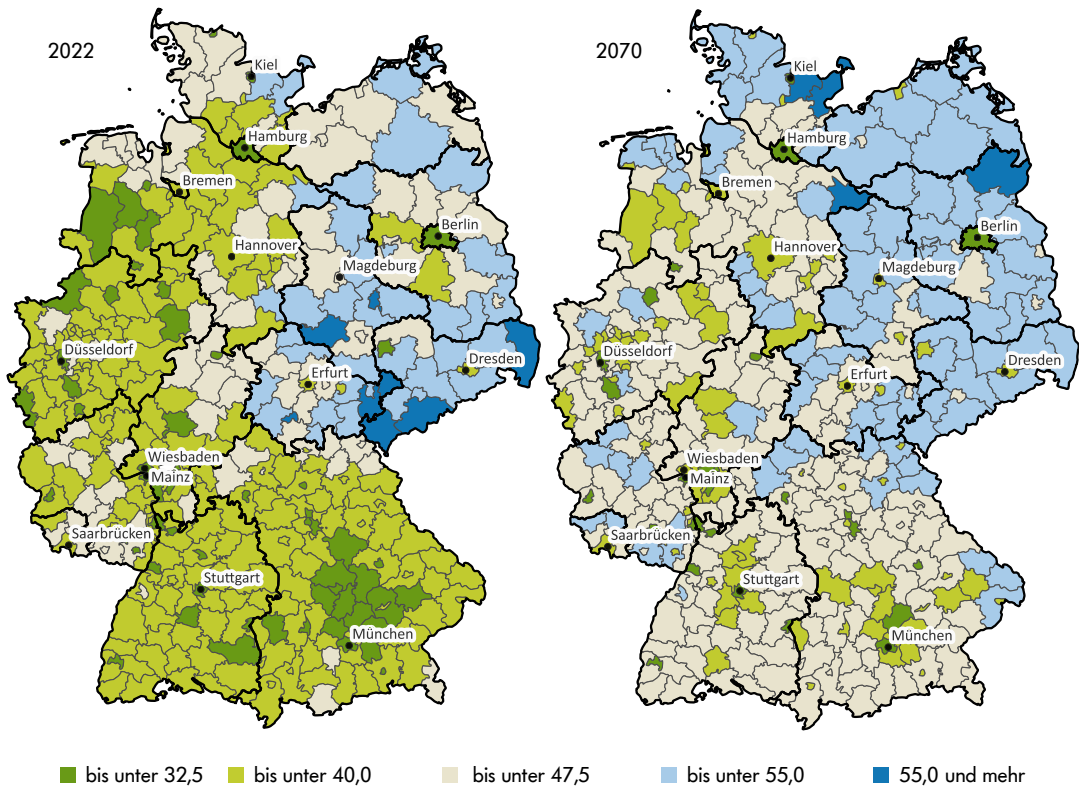 2022
Kiel
Hamburg
Bremen
Berlin
Hannover
Magdeburg
Düsseldorf
Erfurt
Dresden
Wiesbaden
Mainz
Saarbrücken
Stuttgart
München
2070
Kiel
Hamburg
Bremen
Berlin
Hannover
Magdeburg
Düsseldorf
Erfurt
Dresden
Wiesbaden
Mainz
Saarbrücken
Stuttgart
München
bis unter 32,5
bis unter 40,0
bis unter 47,5
bis unter 55,0
55,0 und mehr